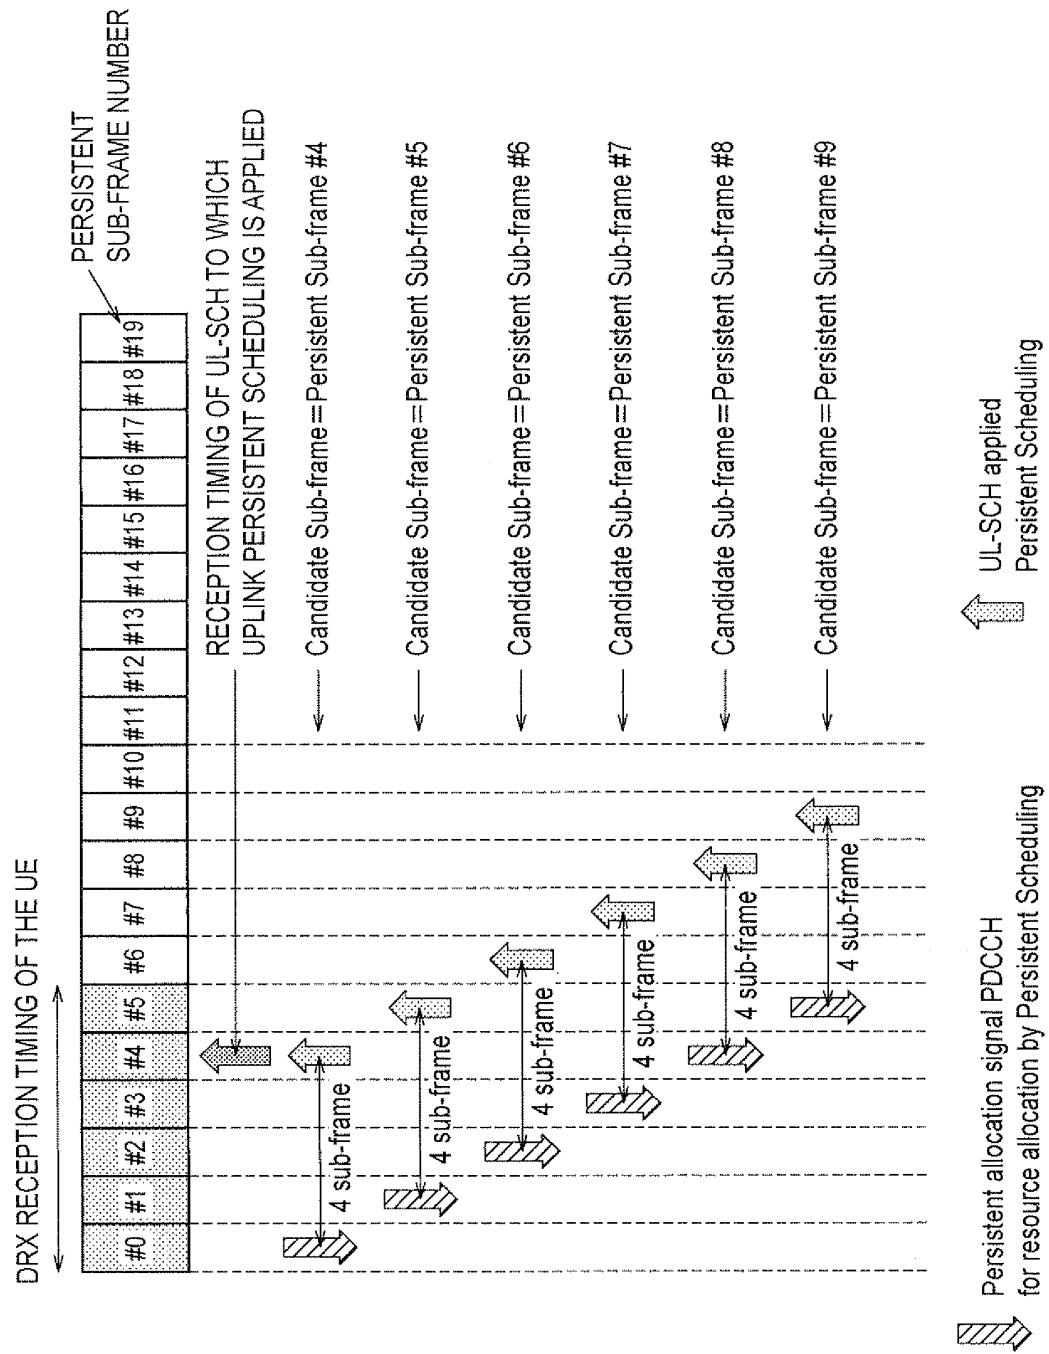 DRX RECEPTION TIMING OF THE UE
PERSISTENT
SUB-FRAME NUMBER
#0 #1 #2 #3 #4 #5 #6 #7 #8 #9 #10 #11 #12 #13 #14 #15 #16 #17 #18 #19
RECEPTION TIMING OF UL-SCH TO WHICH
UPLINK PERSISTENT SCHEDULING IS APPLIED
4 sub-frame
Candidate Sub-frame=Persistent Sub-frame #4
4 sub-frame
Candidate Sub-frame=Persistent Sub-frame #5
4 sub-frame
Candidate Sub-frame=Persistent Sub-frame #6
4 sub-frame
Candidate Sub-frame=Persistent Sub-frame #7
4 sub-frame
Candidate Sub-frame=Persistent Sub-frame #8
4 sub-frame
Candidate Sub-frame=Persistent Sub-frame #9
Persistent allocation signal PDCCH
for resource allocation by Persistent Scheduling
UL-SCH applied
Persistent Scheduling